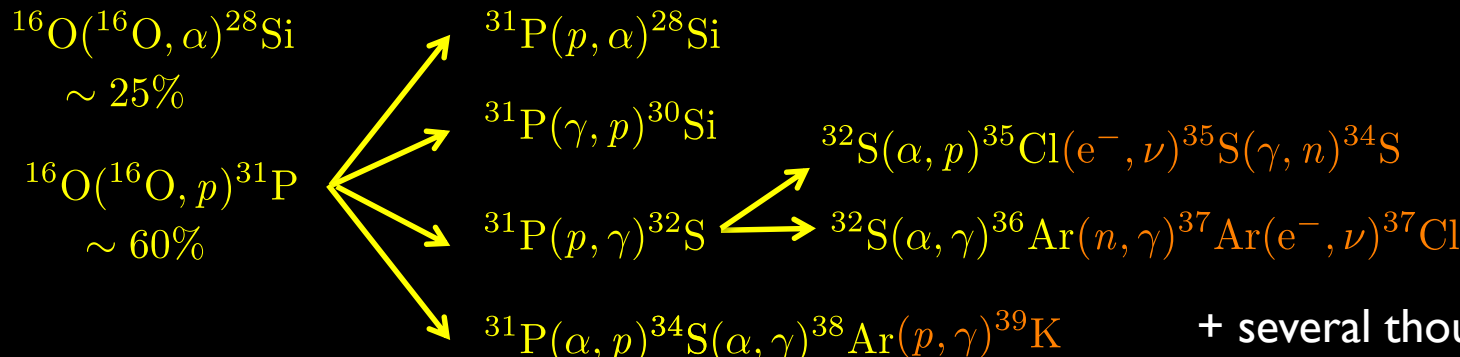 ¹⁶O(¹⁶O, α)²⁸Si
∼ 25%
¹⁶O(¹⁶O, p)³¹P
∼ 60%
³¹P(p, α)²⁸Si
³¹P(γ, p)³⁰Si
³¹P(p, γ)³²S
³¹P(α, p)³⁴S(α, γ)³⁸Ar(p, γ)³⁹K
³²S(α, p)³⁵Cl(e⁻, ν)³⁵S(γ, n)³⁴S
³²S(α, γ)³⁶Ar(n, γ)³⁷Ar(e⁻, ν)³⁷Cl
+ several thou